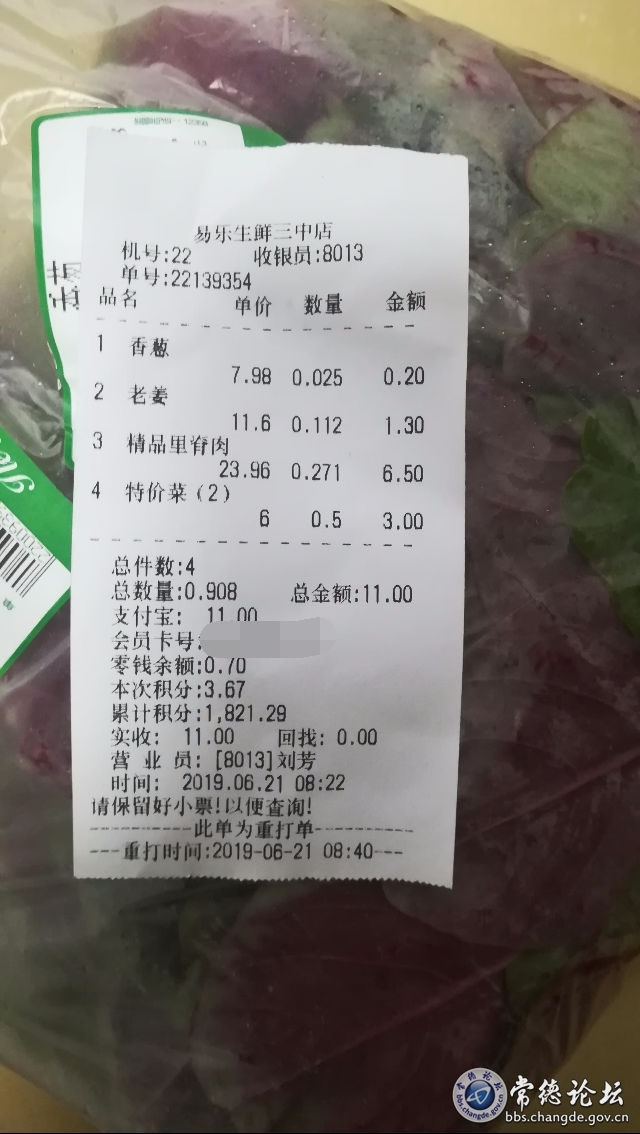 易乐生鲜三中店
机号:22 收银员:8013
单号:22139354
品名 单价 数量 金额
1 香葱
7.98 0.025 0.20
2 老姜
11.6 0.112 1.30
3 精品里脊肉
23.96 0.271 6.50
4 特价菜(2)
6 0.5 3.00
总件数:4
总数量:0.908 总金额:11.00
支付宝: 11.00
会员卡号:
零钱余额:0.70
本次积分:3.67
累计积分:1,821.29
实收: 11.00 回找: 0.00
营 业 员: [8013]刘芳
时间: 2019.06.21 08:22
请保留好小票!以便查询!
----------此单为重打单----------
---重打时间:2019-06-21 08:40---
常德论坛
bbs.changde.gov.cn